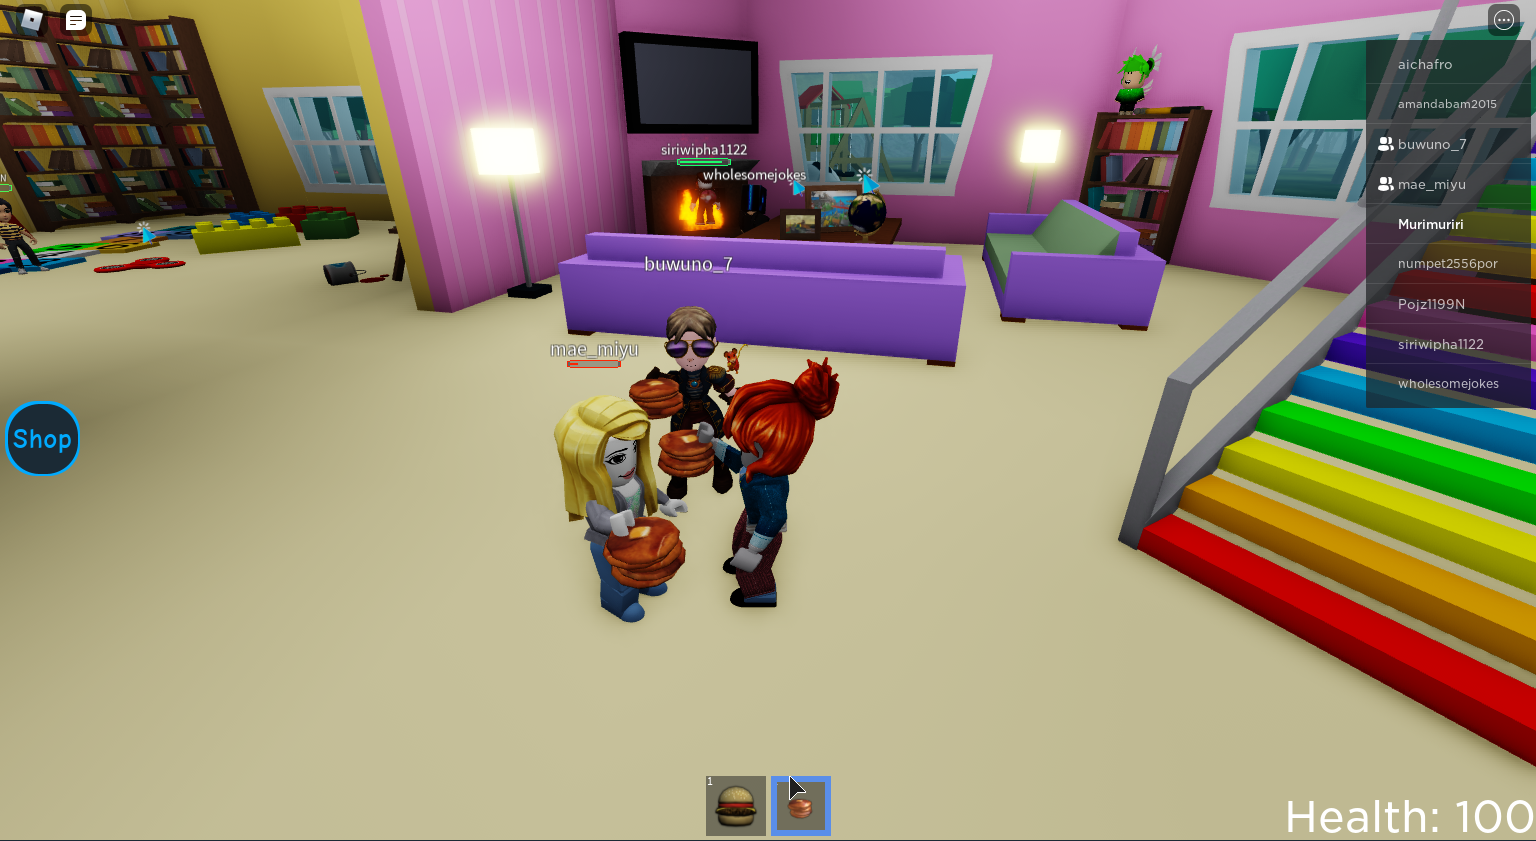 siriwipha1122
wholesomejokes
buwuno_7
mae_miyu
N
Shop
aichafro
amandabam2015
buwuno_7
mae_miyu
Murimuriri
numpet2556por
Pojz1199N
siriwipha1122
wholesomejokes
1
Health: 100